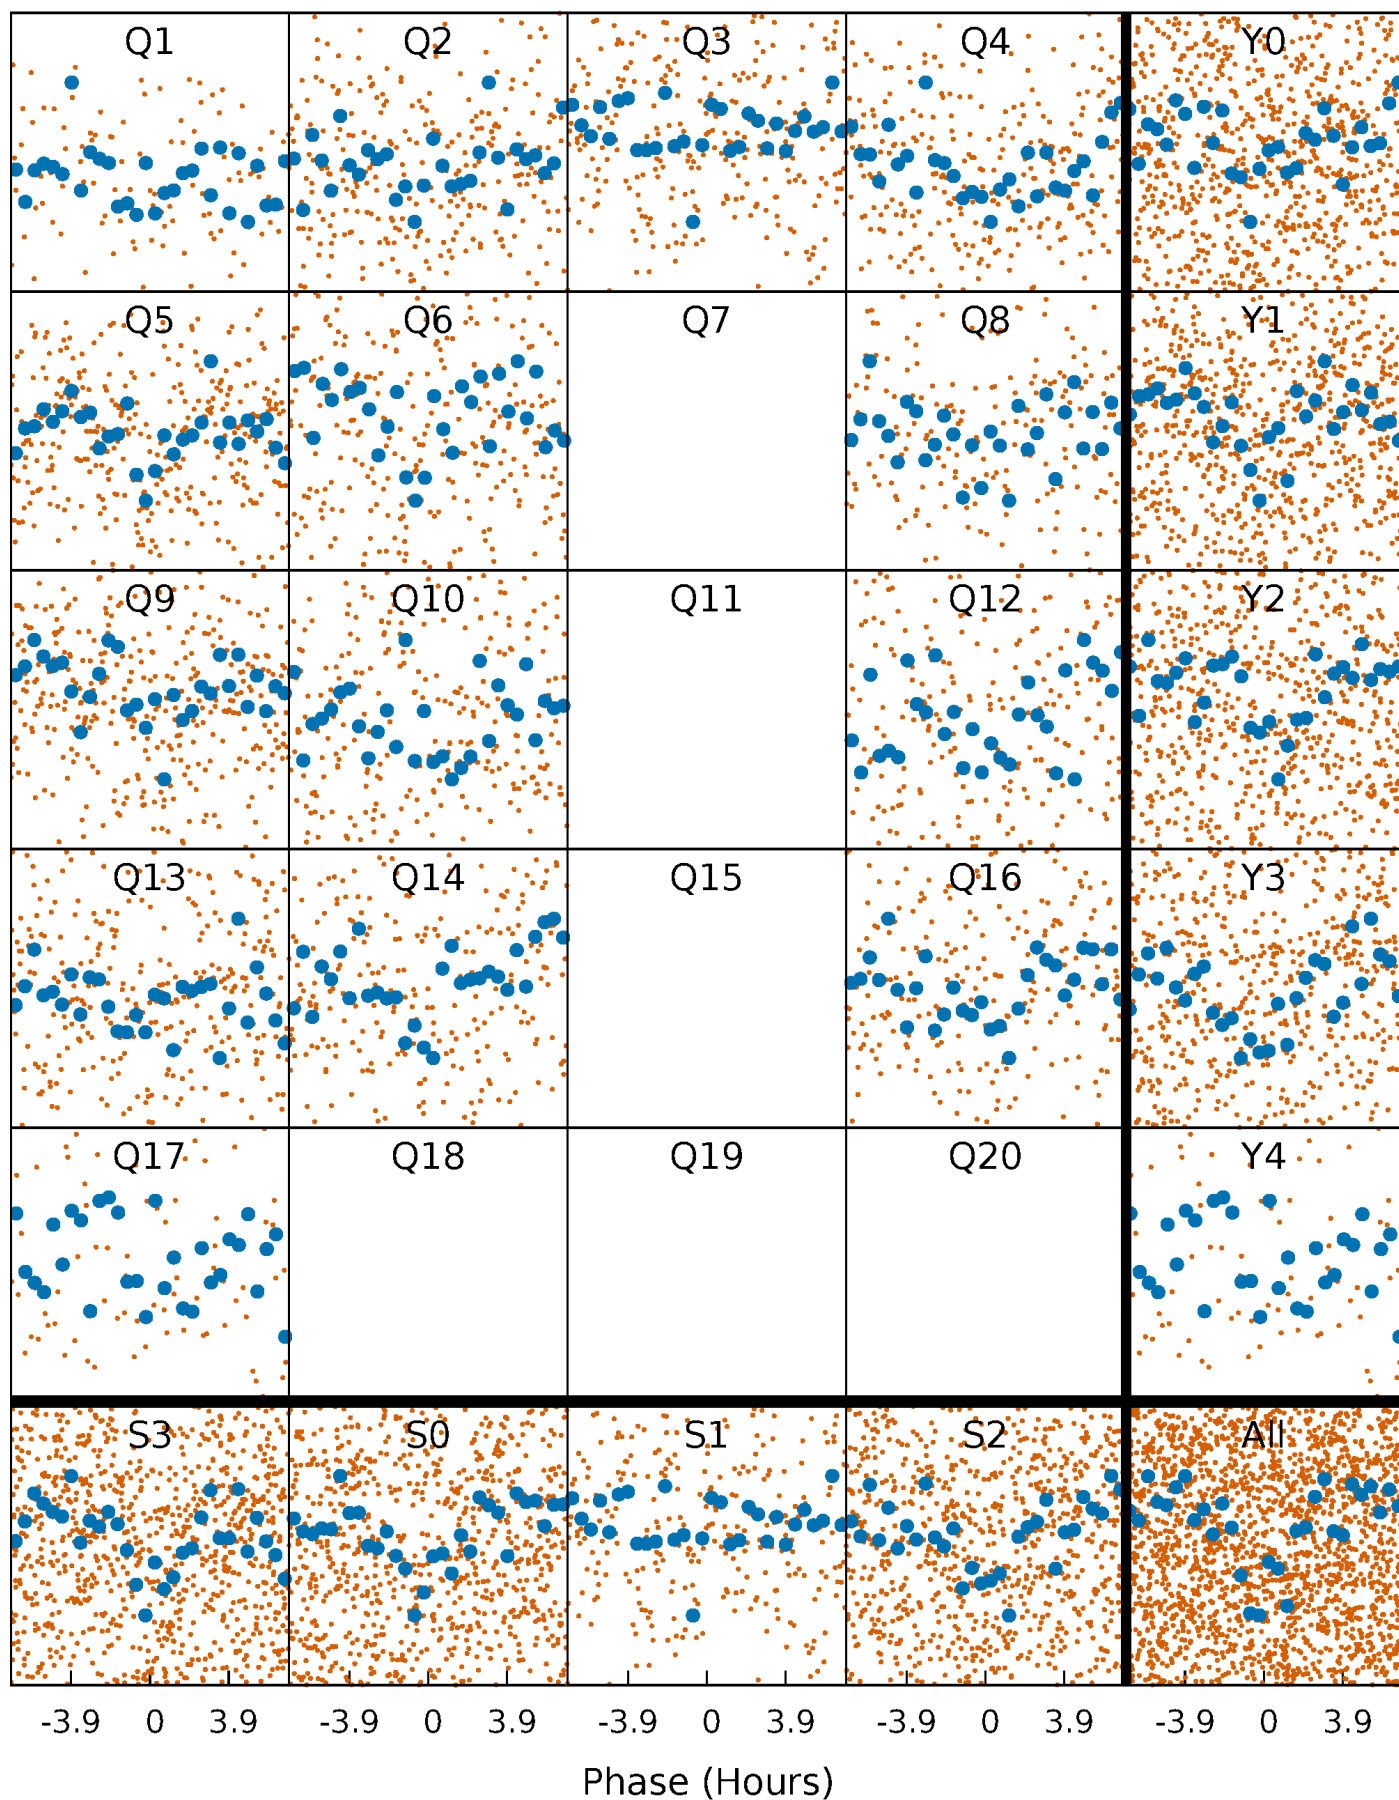 Q1 Q2 Q3 Q4 Y0
Q5 Q6 Q7 Q8 Y1
Q9 Q10 Q11 Q12 Y2
Q13 Q14 Q15 Q16 Y3
Q17 Q18 Q19 Q20 Y4
S3 S0 S1 S2 All
-3.9 0 3.9 -3.9 0 3.9 -3.9 0 3.9 -3.9 0 3.9 -3.9 0 3.9
Phase (Hours)